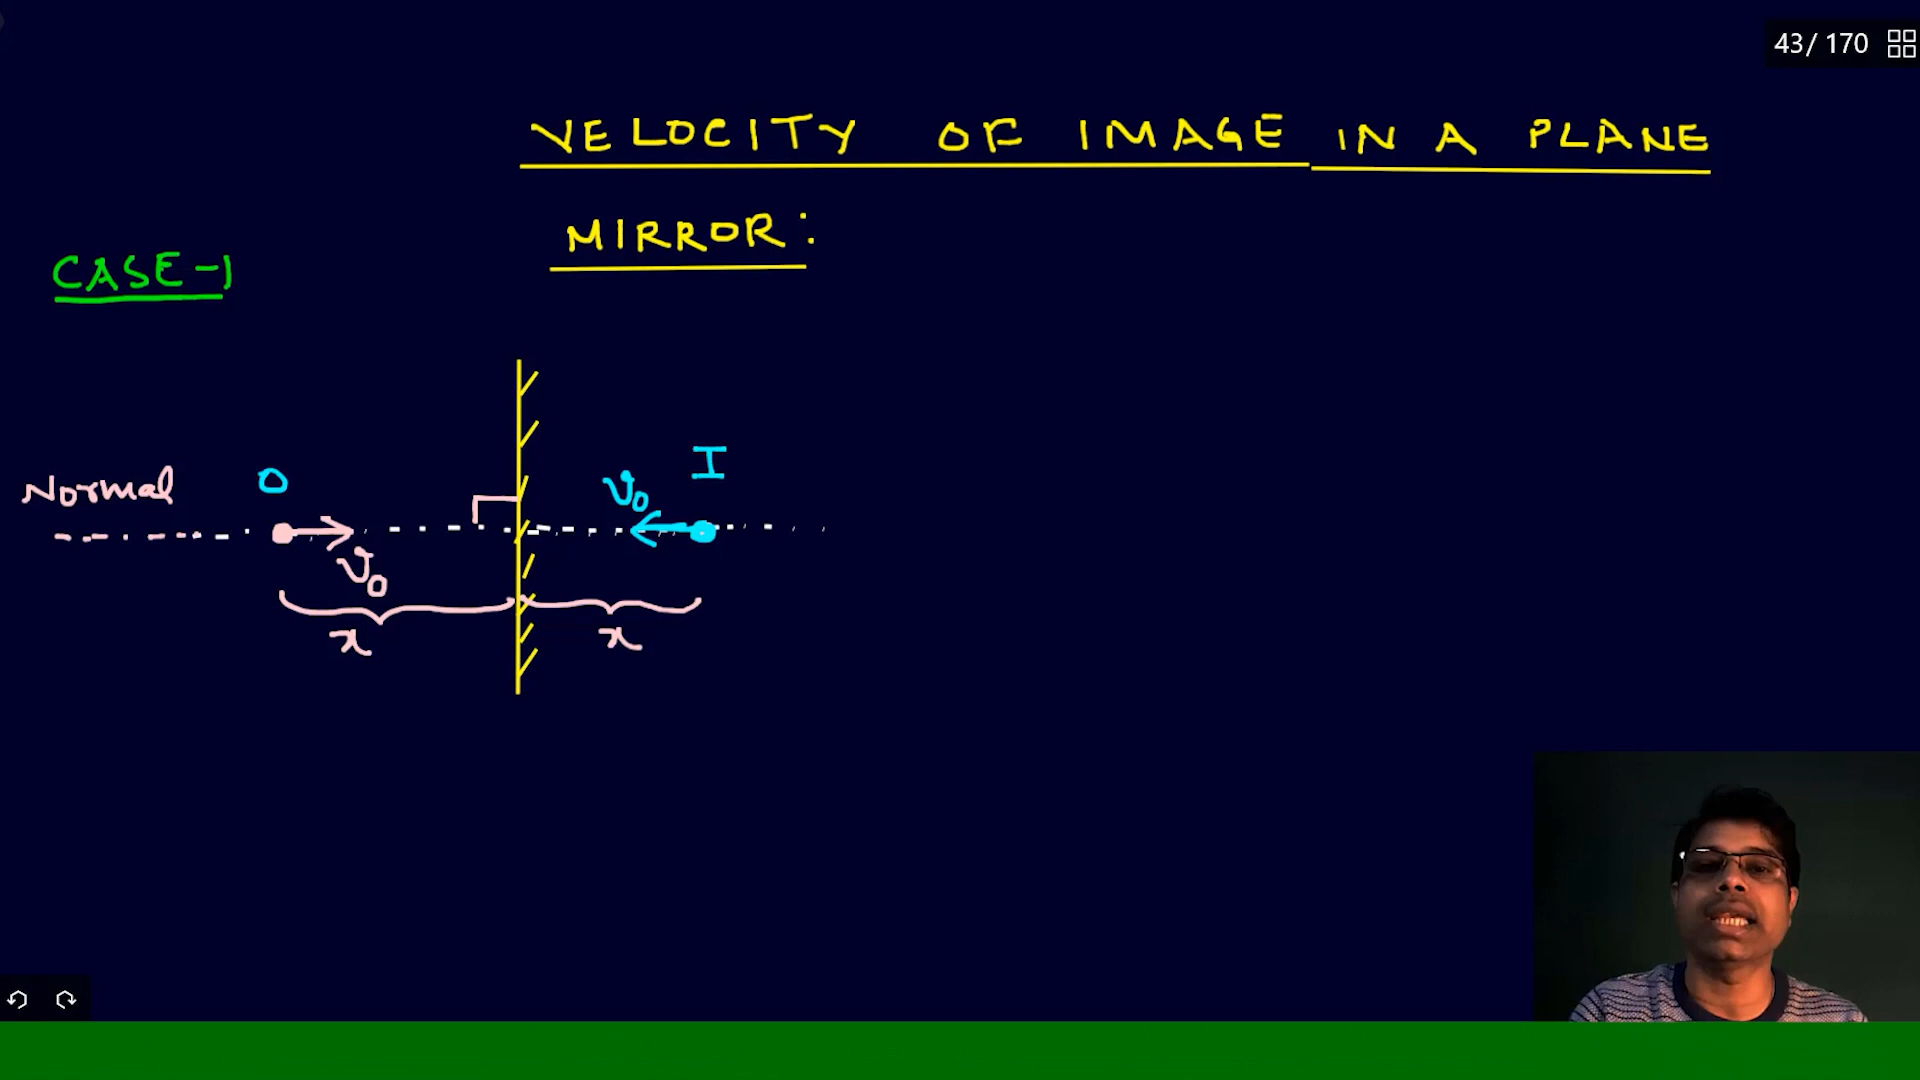 43/ 170
VELOCITY OF IMAGE IN A PLANE
MIRROR:
CASE-1
Normal
O
I
v₀
v₀
x
x